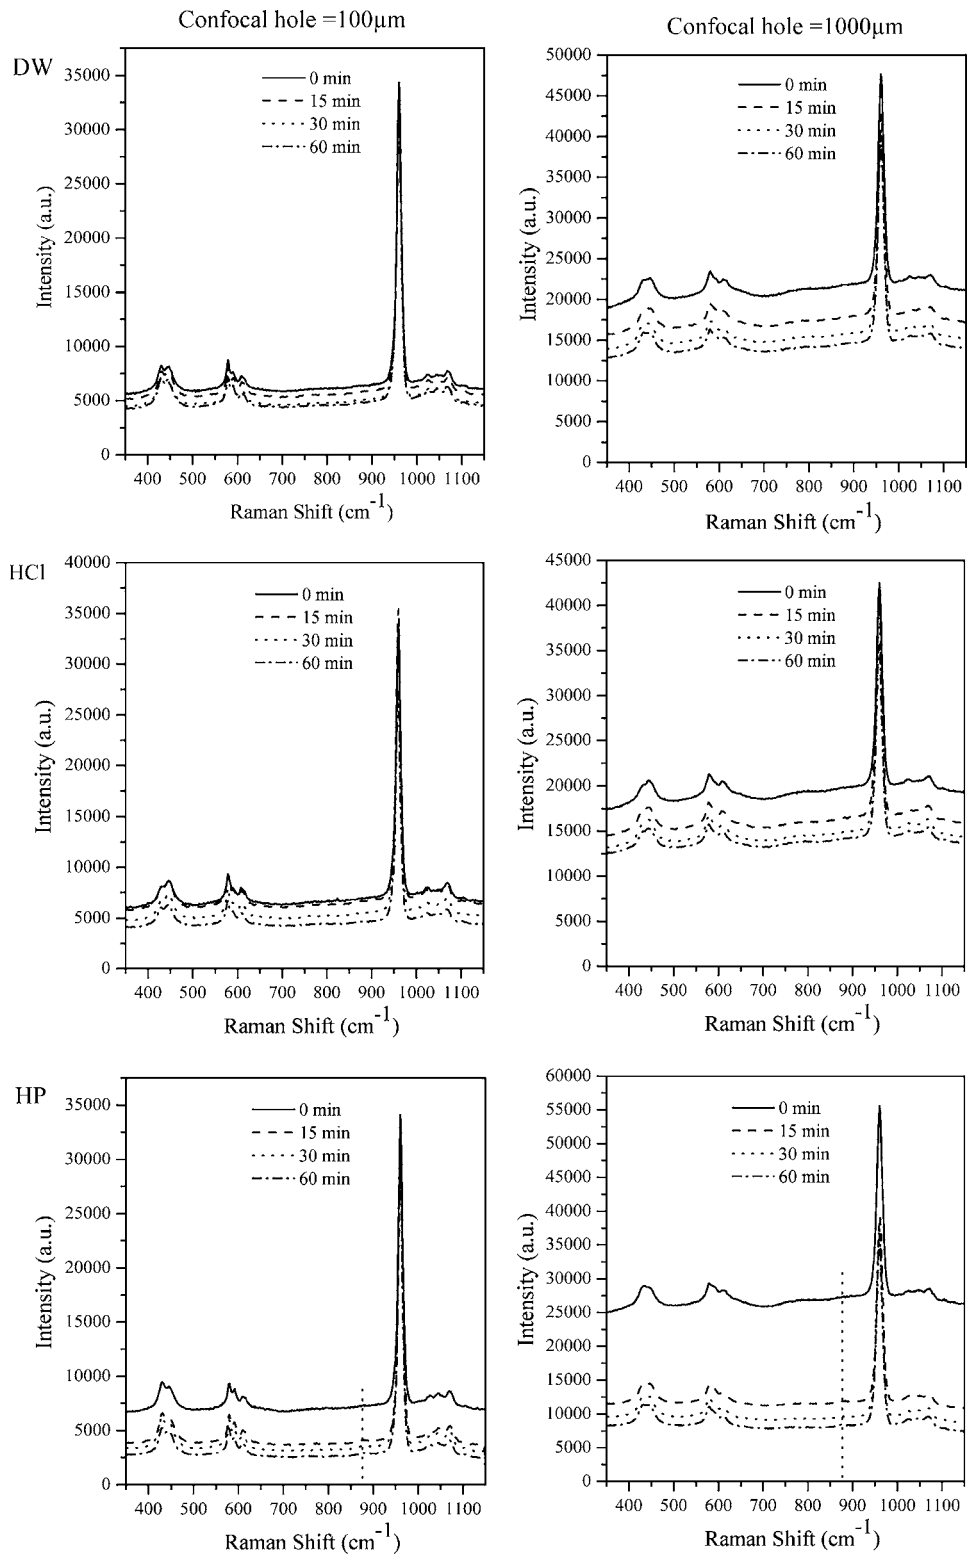 Confocal hole =100μm
Confocal hole =1000μm
DW
0 min
15 min
30 min
60 min
35000
30000
25000
20000
15000
10000
5000
0
Intensity (a.u.)
400 500 600 700 800 900 1000 1100
Raman Shift (cm-1)
0 min
15 min
30 min
60 min
50000
45000
40000
35000
30000
25000
20000
15000
10000
5000
0
Intensity (a.u.)
400 500 600 700 800 900 1000 1100
Raman Shift (cm-1)
HCl
0 min
15 min
30 min
60 min
40000
35000
30000
25000
20000
15000
10000
5000
0
Intensity (a.u.)
400 500 600 700 800 900 1000 1100
Raman Shift (cm-1)
0 min
15 min
30 min
60 min
45000
40000
35000
30000
25000
20000
15000
10000
5000
0
Intensity (a.u.)
400 500 600 700 800 900 1000 1100
Raman Shift (cm-1)
HP
0 min
15 min
30 min
60 min
35000
30000
25000
20000
15000
10000
5000
0
Intensity (a.u.)
400 500 600 700 800 900 1000 1100
Raman Shift (cm-1)
0 min
15 min
30 min
60 min
60000
55000
50000
45000
40000
35000
30000
25000
20000
15000
10000
5000
0
Intensity (a.u.)
400 500 600 700 800 900 1000 1100
Raman Shift (cm-1)